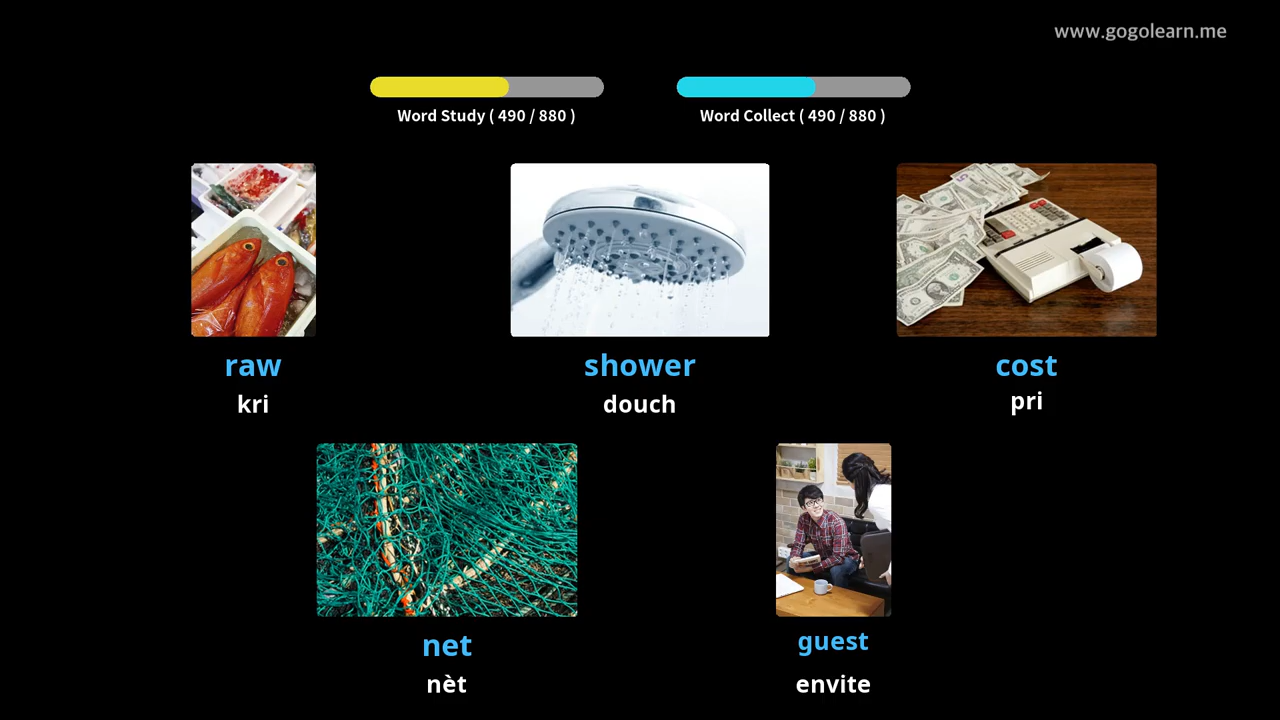 www.gogolearn.me
Word Study ( 490 / 880 )
Word Collect ( 490 / 880 )
raw
kri
shower
douch
cost
pri
net
nèt
guest
envite